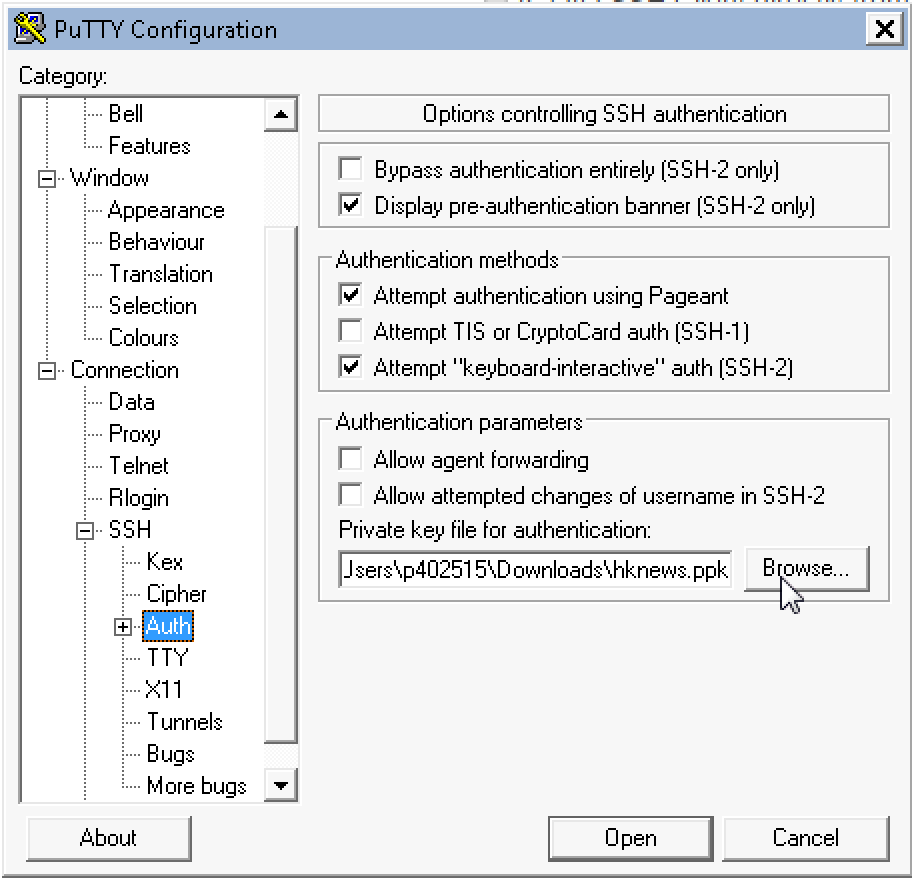 PuTTY Configuration
Category:
Bell
Features
Window
Appearance
Behaviour
Translation
Selection
Colours
Connection
Data
Proxy
Telnet
Rlogin
SSH
Kex
Cipher
Auth
TTY
X11
Tunnels
Bugs
More bugs
Options controlling SSH authentication
Bypass authentication entirely (SSH-2 only)
Display pre-authentication banner (SSH-2 only)
Authentication methods
Attempt authentication using Pageant
Attempt TIS or CryptoCard auth (SSH-1)
Attempt "keyboard-interactive" auth (SSH-2)
Authentication parameters
Allow agent forwarding
Allow attempted changes of username in SSH-2
Private key file for authentication:
Jsers\p402515\Downloads\hknews.ppk
Browse...
About
Open
Cancel